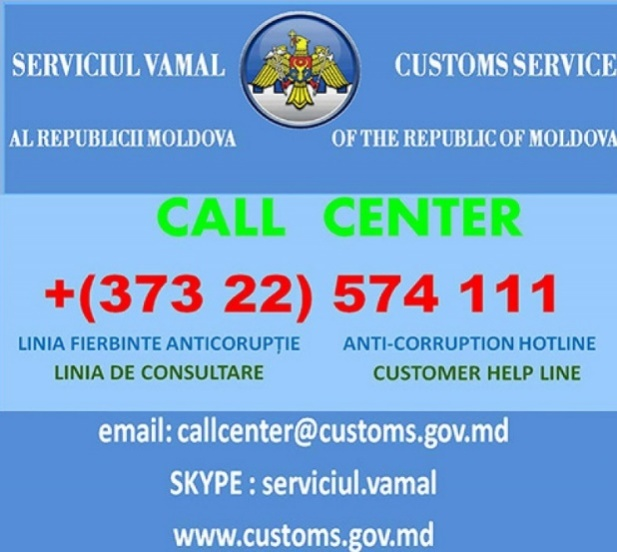 SERVICIUL VAMAL
CUSTOMS SERVICE
AL REPUBLICII MOLDOVA
OF THE REPUBLIC OF MOLDOVA
CALL CENTER
+(373 22) 574 111
LINIA FIERBINTE ANTICORUPȚIE
ANTI-CORRUPTION HOTLINE
LINIA DE CONSULTARE
CUSTOMER HELP LINE
email: callcenter@customs.gov.md
SKYPE : serviciul.vamal
www.customs.gov.md